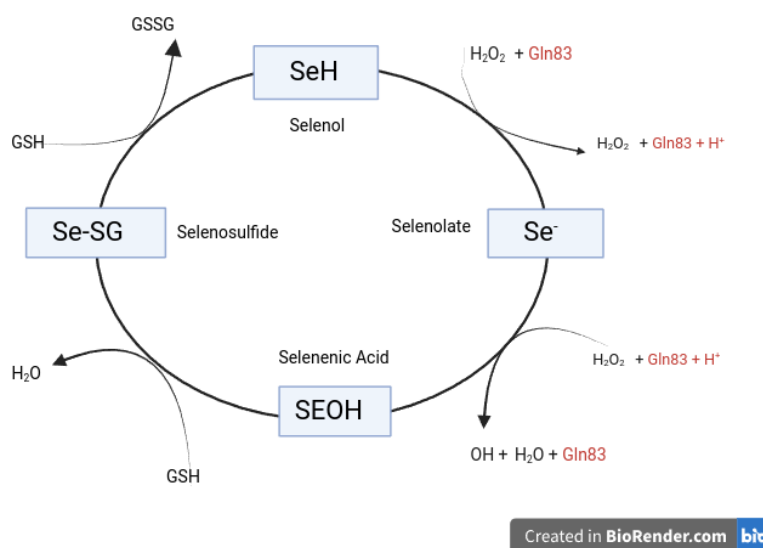 GSSG
SeH
H₂O₂ + Gln83
Selenol
GSH
H₂O₂ + Gln83 + H⁺
Se-SG
Selenosulfide
Selenolate
Se⁻
Selenenic Acid
H₂O₂ + Gln83 + H⁺
H₂O
SEOH
OH + H₂O + Gln83
GSH
Created in BioRender.com bio